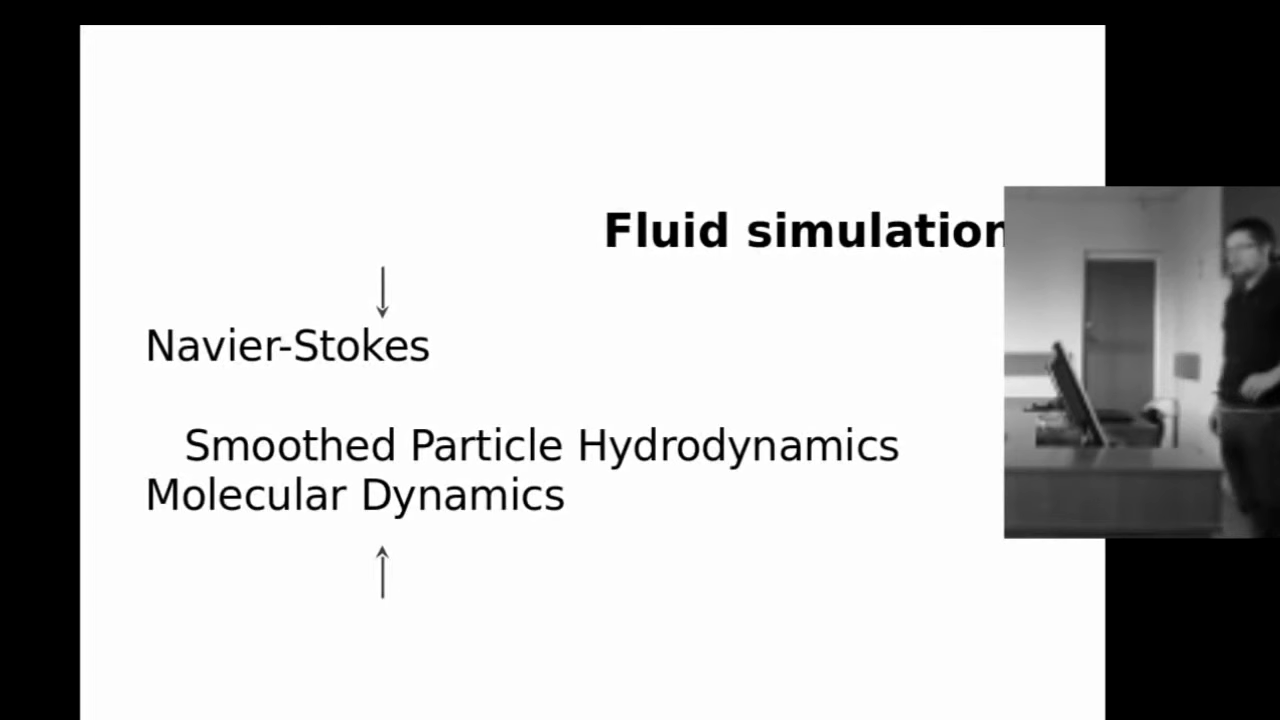 Fluid simulation
Navier-Stokes
Smoothed Particle Hydrodynamics
Molecular Dynamics